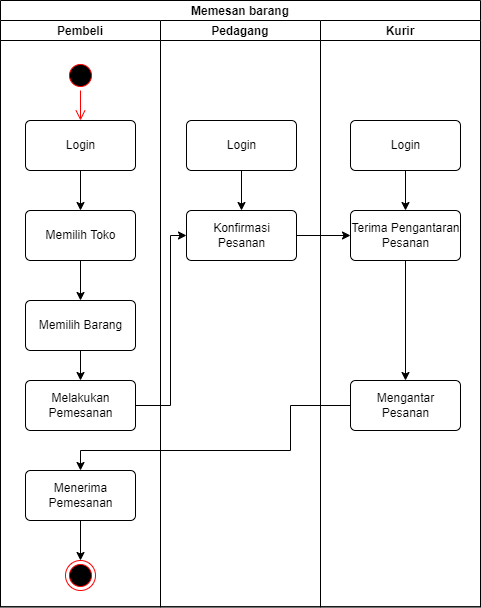 Memesan barang
Pembeli
Pedagang
Kurir
Login
Login
Login
Memilih Toko
Konfirmasi
Pesanan
Terima Pengantaran
Pesanan
Memilih Barang
Melakukan
Pemesanan
Mengantar
Pesanan
Menerima
Pemesanan